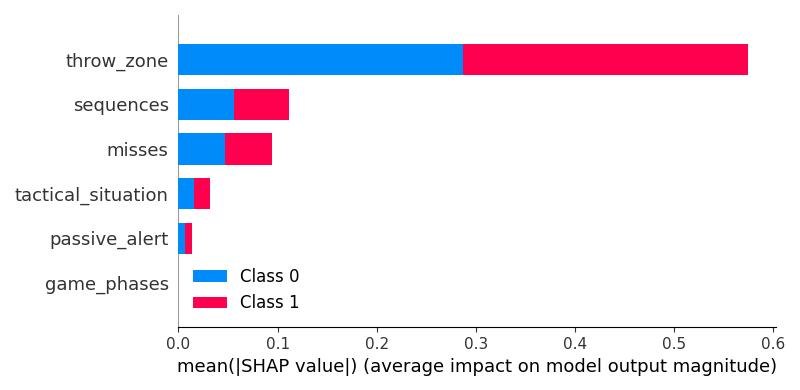 throw_zone
sequences
misses
tactical_situation
passive_alert
game_phases
Class 0
Class 1
0.0 0.1 0.2 0.3 0.4 0.5 0.6
mean(|SHAP value|) (average impact on model output magnitude)